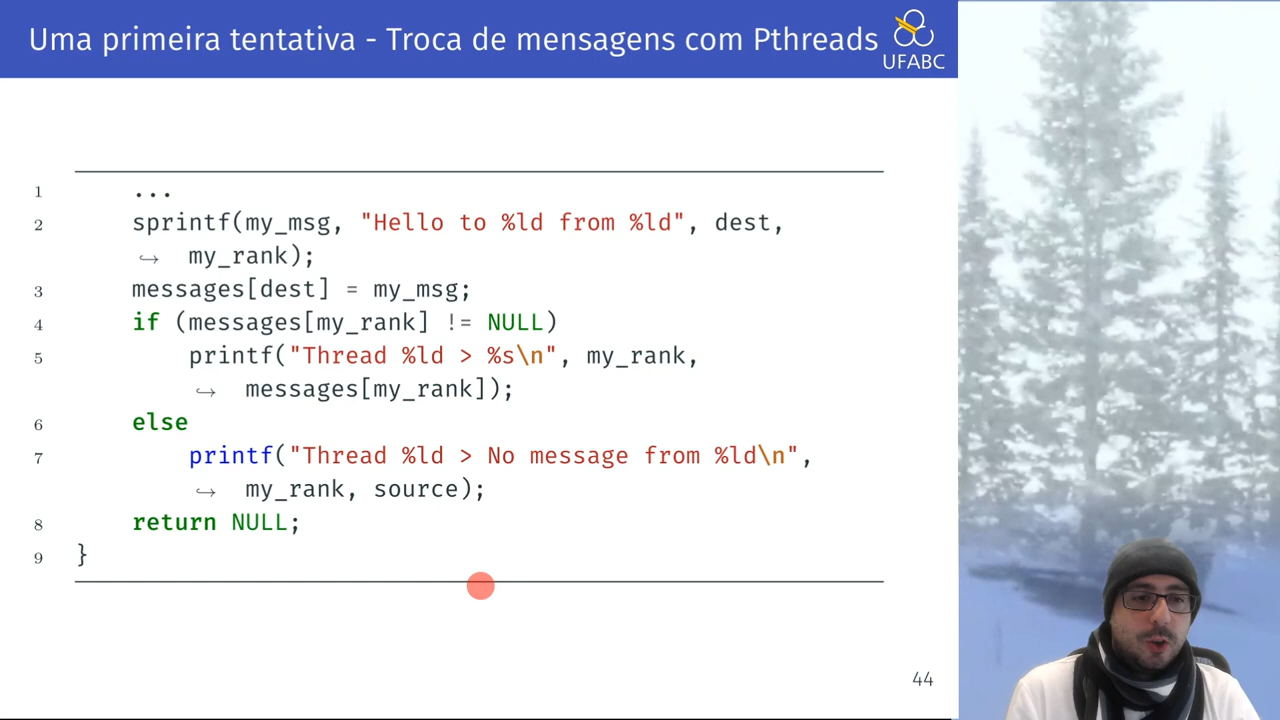 Uma primeira tentativa - Troca de mensagens com Pthreads
UFABC
1 ...
2 sprintf(my_msg, "Hello to %ld from %ld", dest,
↪ my_rank);
3 messages[dest] = my_msg;
4 if (messages[my_rank] != NULL)
5 printf("Thread %ld > %s\n", my_rank,
↪ messages[my_rank]);
6 else
7 printf("Thread %ld > No message from %ld\n",
↪ my_rank, source);
8 return NULL;
9 }
44